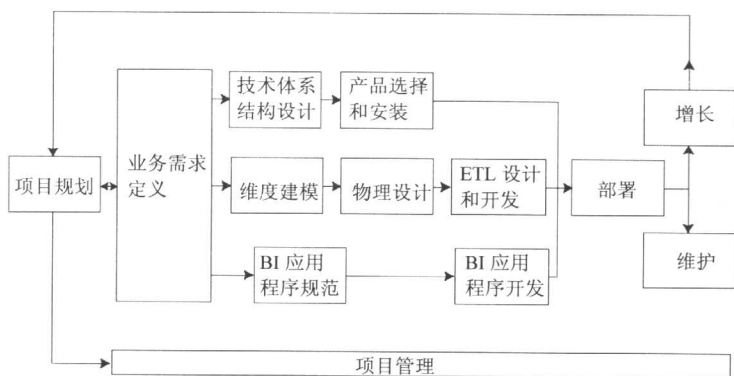 技术体系
结构设计
产品选择
和安装
增长
项目规划
业务需求
定义
维度建模
物理设计
ETL 设计
和开发
部署
BI 应用
程序规范
BI 应用
程序开发
维护
项目管理